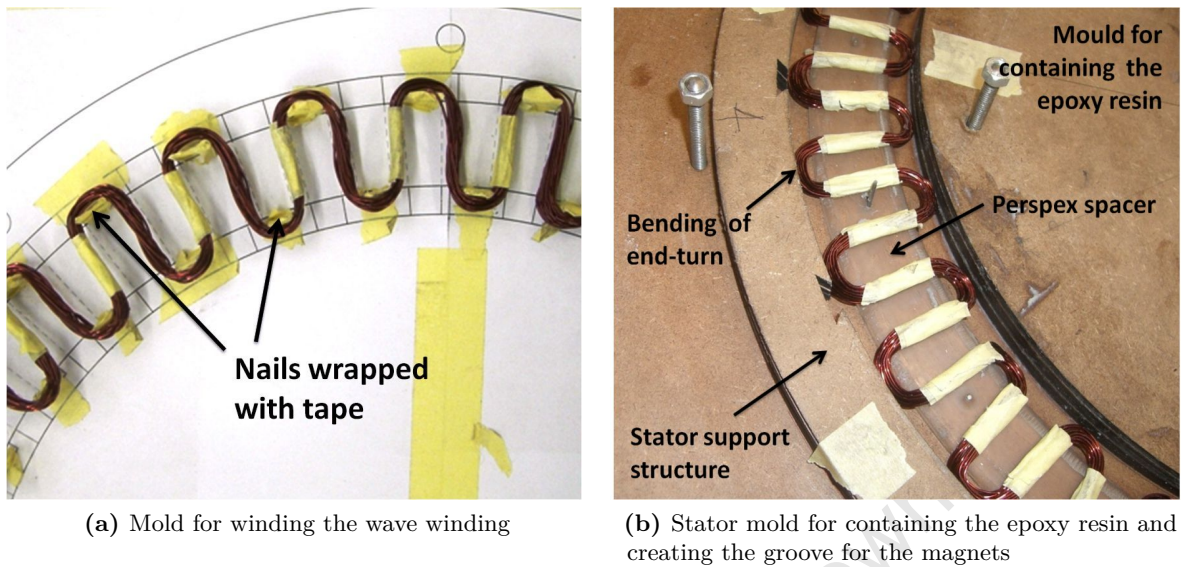 Nails wrapped
with tape
Mould for
containing the
epoxy resin
Bending of
end-turn
Perspex spacer
Stator support
structure
(a) Mold for winding the wave winding
(b) Stator mold for containing the epoxy resin and
creating the groove for the magnets